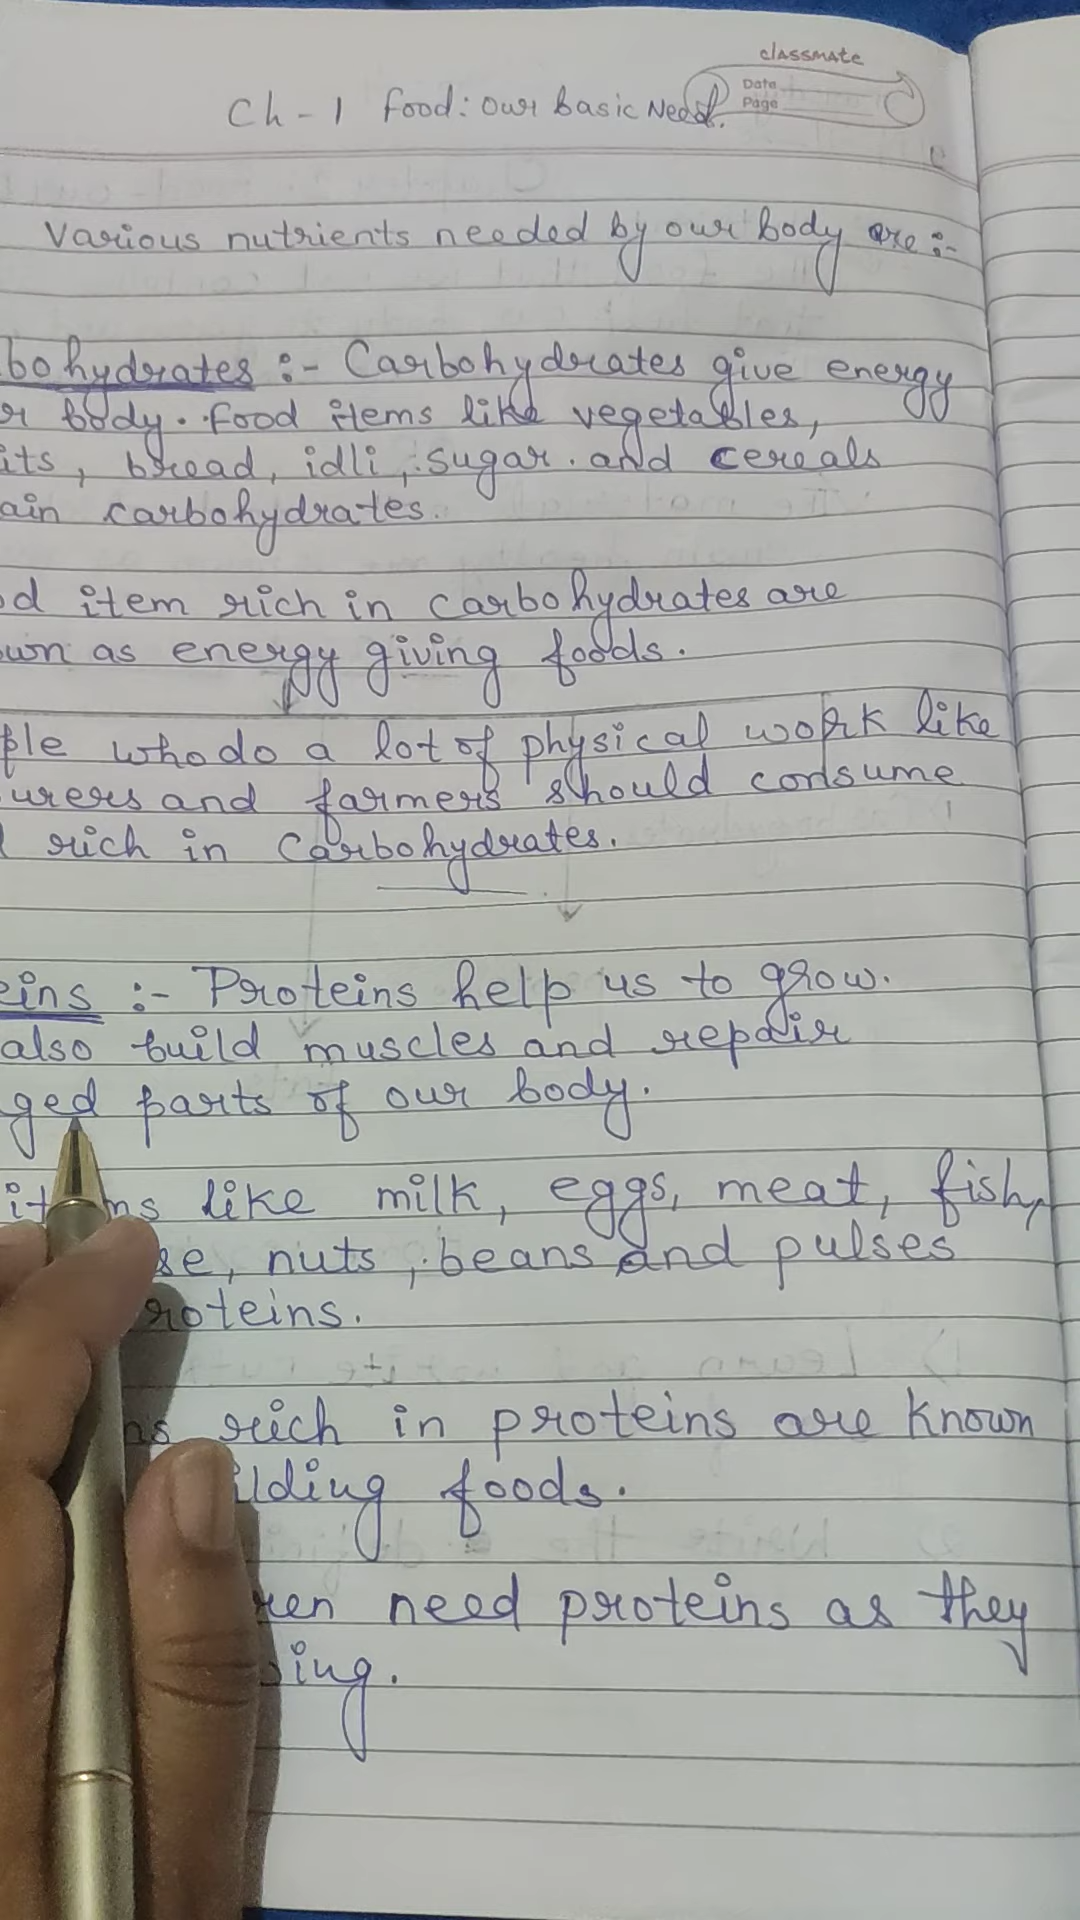 classmate
Date
Page
Ch - 1 Food: Our basic Need.
Various nutrients needed by our body are :-
bohydrates :- Carbohydrates give energy
r body. Food items like vegetables,
its, bread, idli, sugar. and cereals
ain carbohydrates.
d item rich in carbohydrates are
wn as energy giving foods.
ple who do a lot of physical work like
urers and farmers should consume
rich in Carbohydrates.
eins :- Proteins help us to grow.
also build muscles and repair
ged parts of our body.
items like milk, eggs, meat, fish,
se, nuts, beans and pulses
roteins.
ns rich in proteins are known
ilding foods.
ren need proteins as they
ing.